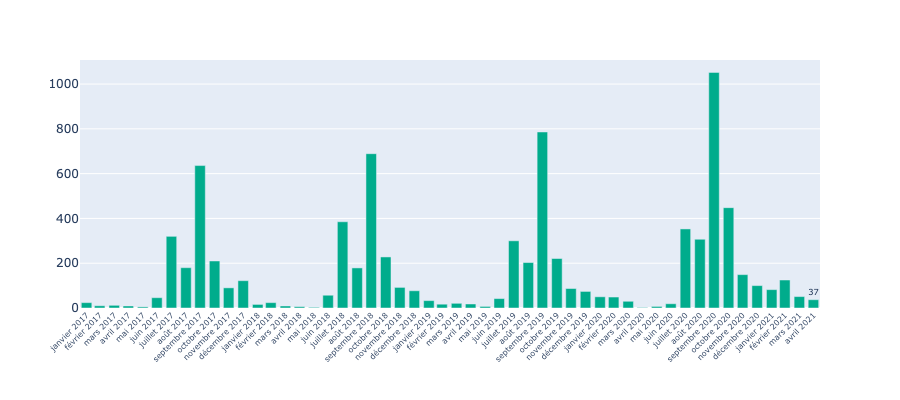 1000
800
600
400
200
0
37
janvier 2017
février 2017
mars 2017
avril 2017
mai 2017
juin 2017
juillet 2017
août 2017
septembre 2017
octobre 2017
novembre 2017
décembre 2017
janvier 2018
février 2018
mars 2018
avril 2018
mai 2018
juin 2018
juillet 2018
août 2018
septembre 2018
octobre 2018
novembre 2018
décembre 2018
janvier 2019
février 2019
mars 2019
avril 2019
mai 2019
juin 2019
juillet 2019
août 2019
septembre 2019
octobre 2019
novembre 2019
décembre 2019
janvier 2020
février 2020
mars 2020
avril 2020
mai 2020
juin 2020
juillet 2020
août 2020
septembre 2020
octobre 2020
novembre 2020
décembre 2020
janvier 2021
février 2021
mars 2021
avril 2021